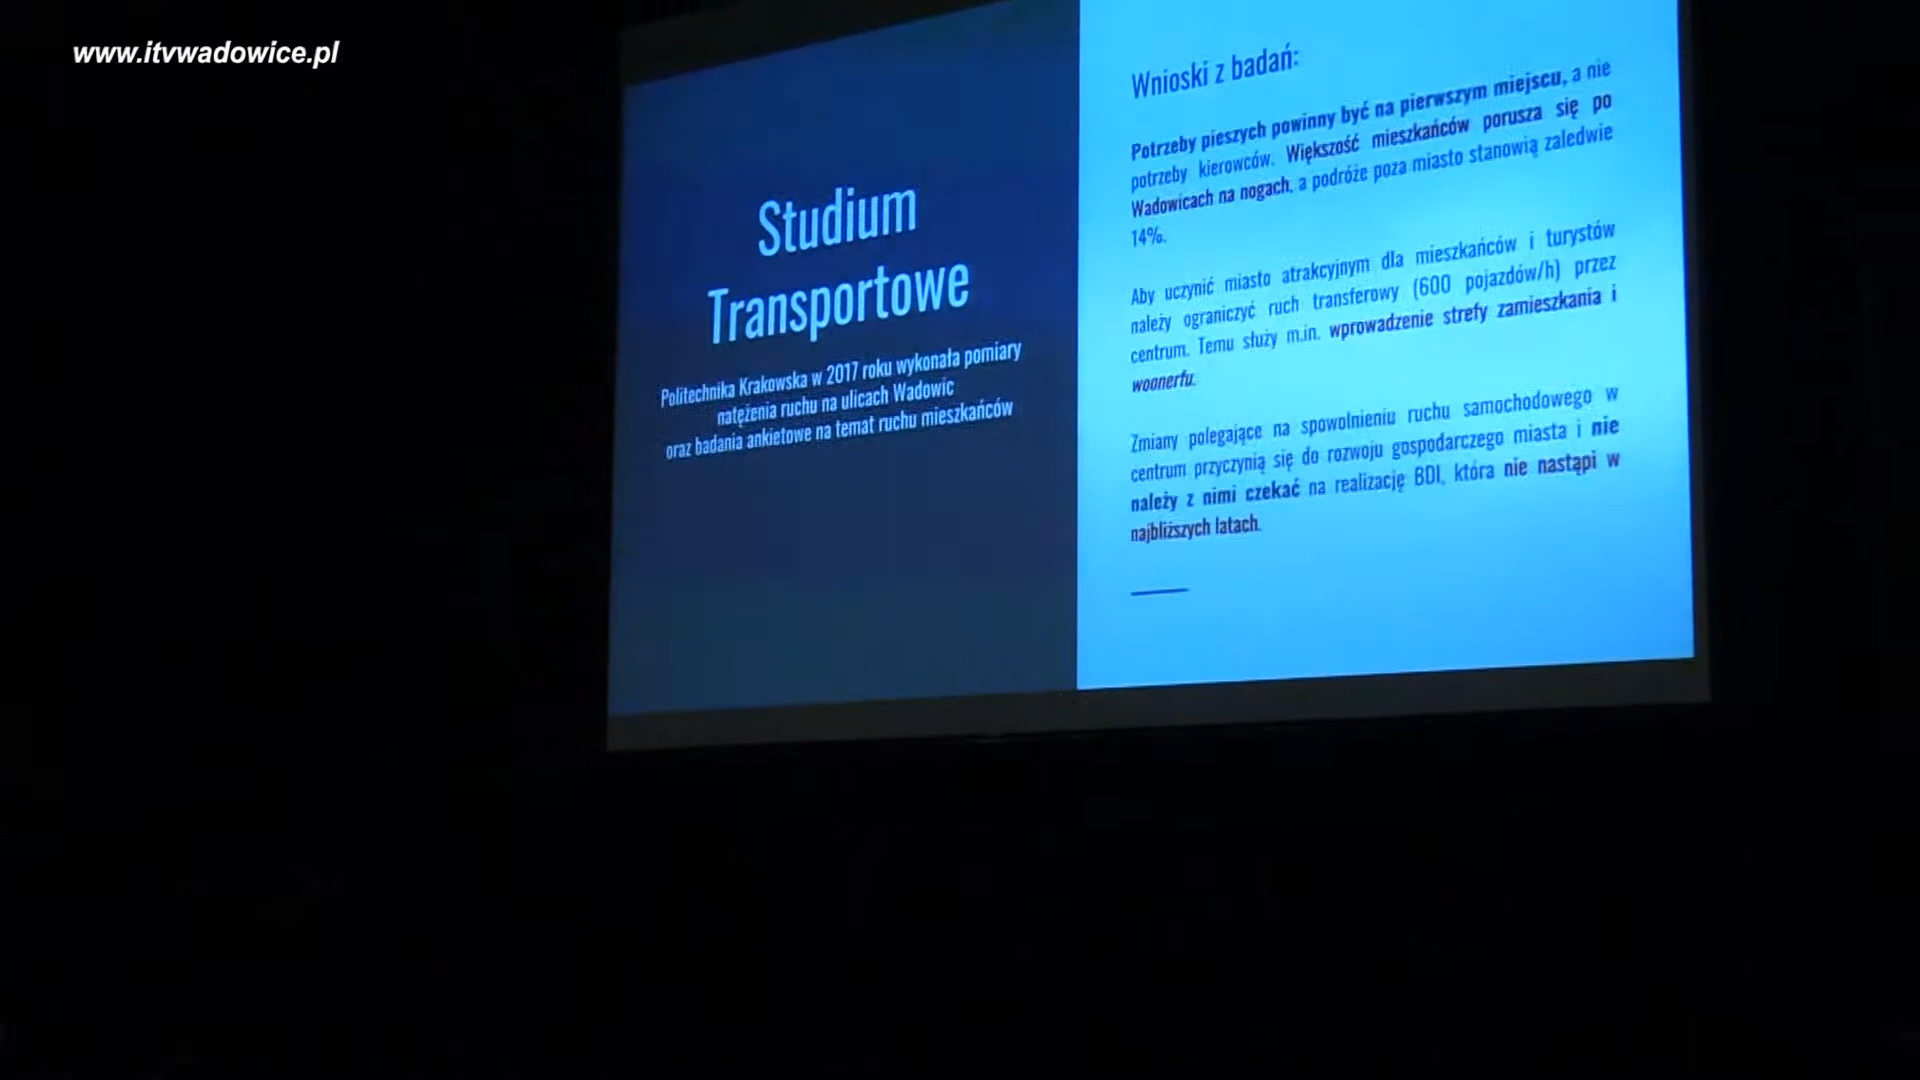 www.itvwadowice.pl
Studium
Transportowe
Politechnika Krakowska w 2017 roku wykonała pomiary
natężenia ruchu na ulicach Wadowic
oraz badania ankietowe na temat ruchu mieszkańców
Wnioski z badań:
Potrzeby pieszych powinny być na pierwszym miejscu, a nie
potrzeby kierowców. Większość mieszkańców porusza się po
Wadowicach na nogach, a podróże poza miasto stanowią zaledwie
14%.
Aby uczynić miasto atrakcyjnym dla mieszkańców i turystów
należy ograniczyć ruch transferowy (600 pojazdów/h) przez
centrum. Temu służy m.in. wprowadzenie strefy zamieszkania i
woonerfu.
Zmiany polegające na spowolnieniu ruchu samochodowego w
centrum przyczynią się do rozwoju gospodarczego miasta i nie
należy z nimi czekać na realizację BDI, która nie nastąpi w
najbliższych latach.